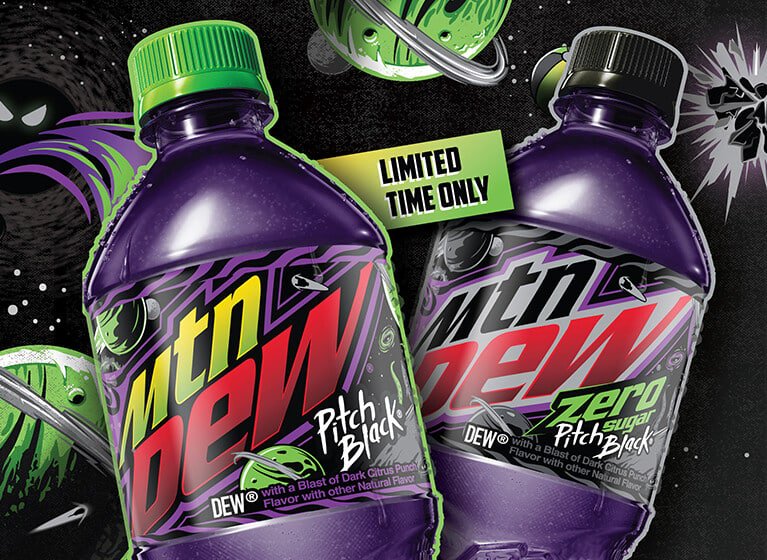 LIMITED
TIME ONLY
mtn
DEW
Pitch
Black®
DEW® with a Blast of Dark Citrus Punch
Flavor with other Natural Flavor
mtn
DEW
zero
sugar
Pitch Black
DEW® with a Blast of Dark Citrus Punch
Flavor with other Natural Flavor